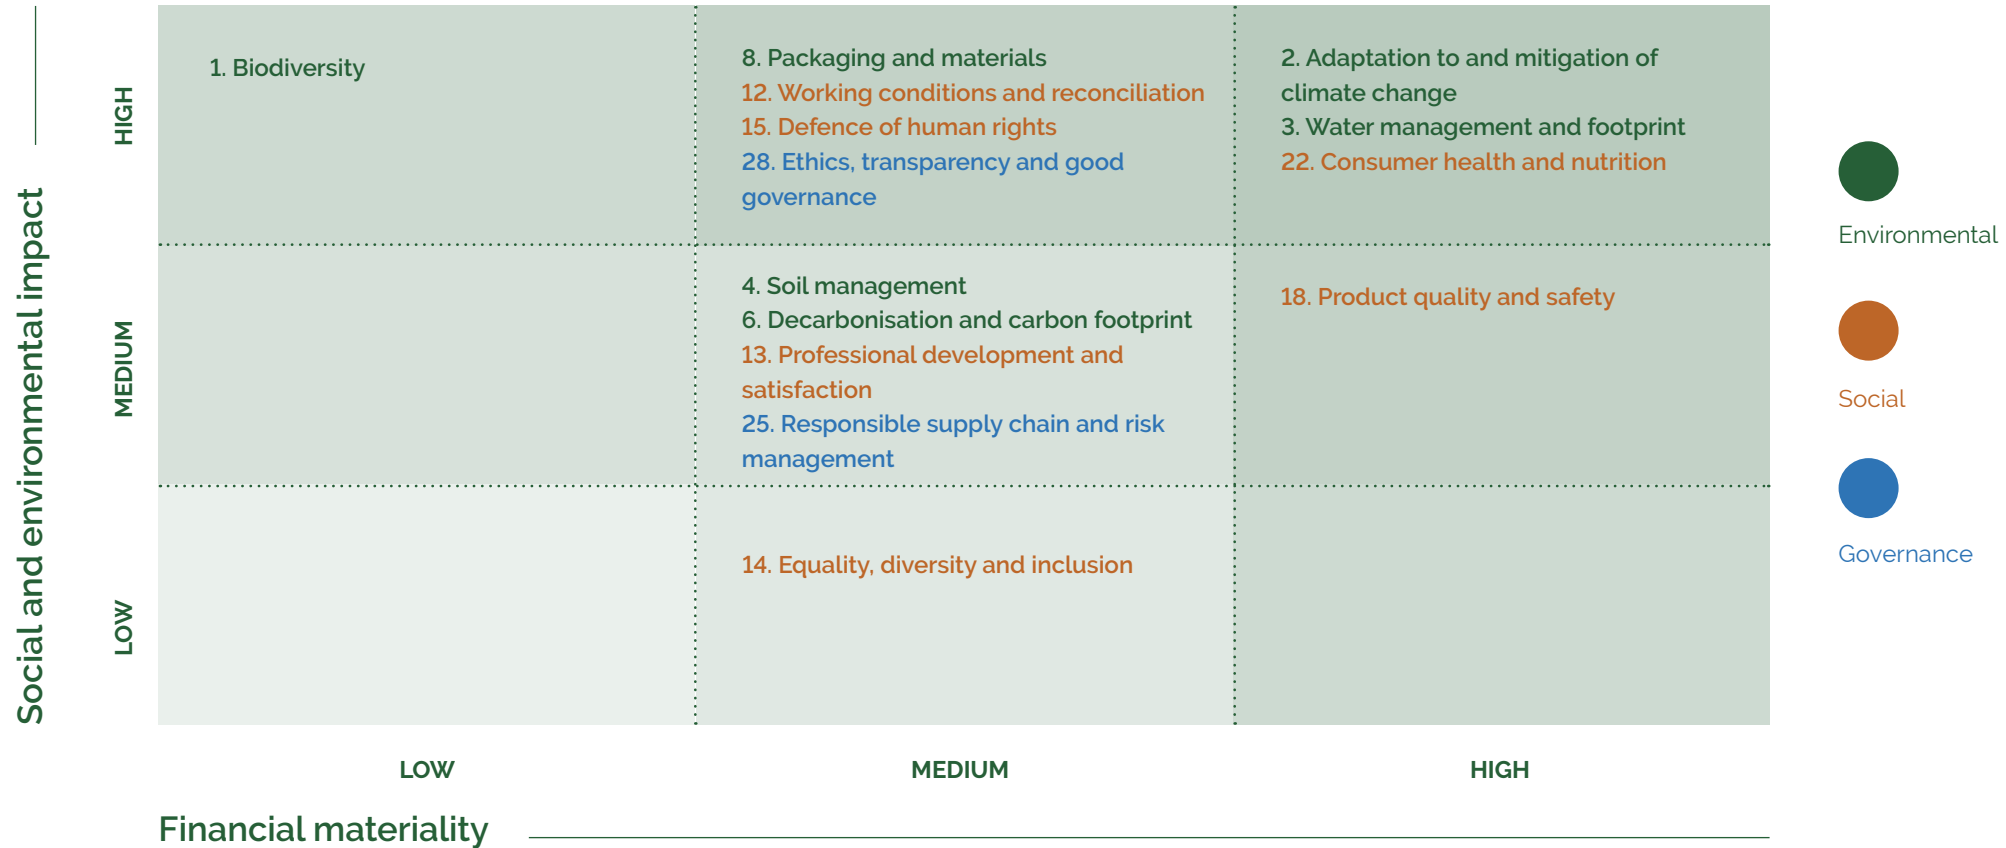 Social and environmental impact
HIGH
MEDIUM
LOW
1. Biodiversity
8. Packaging and materials
12. Working conditions and reconciliation
15. Defence of human rights
28. Ethics, transparency and good
governance
2. Adaptation to and mitigation of
climate change
3. Water management and footprint
22. Consumer health and nutrition
4. Soil management
6. Decarbonisation and carbon footprint
13. Professional development and
satisfaction
25. Responsible supply chain and risk
management
18. Product quality and safety
14. Equality, diversity and inclusion
LOW
MEDIUM
HIGH
Financial materiality
Environmental
Social
Governance